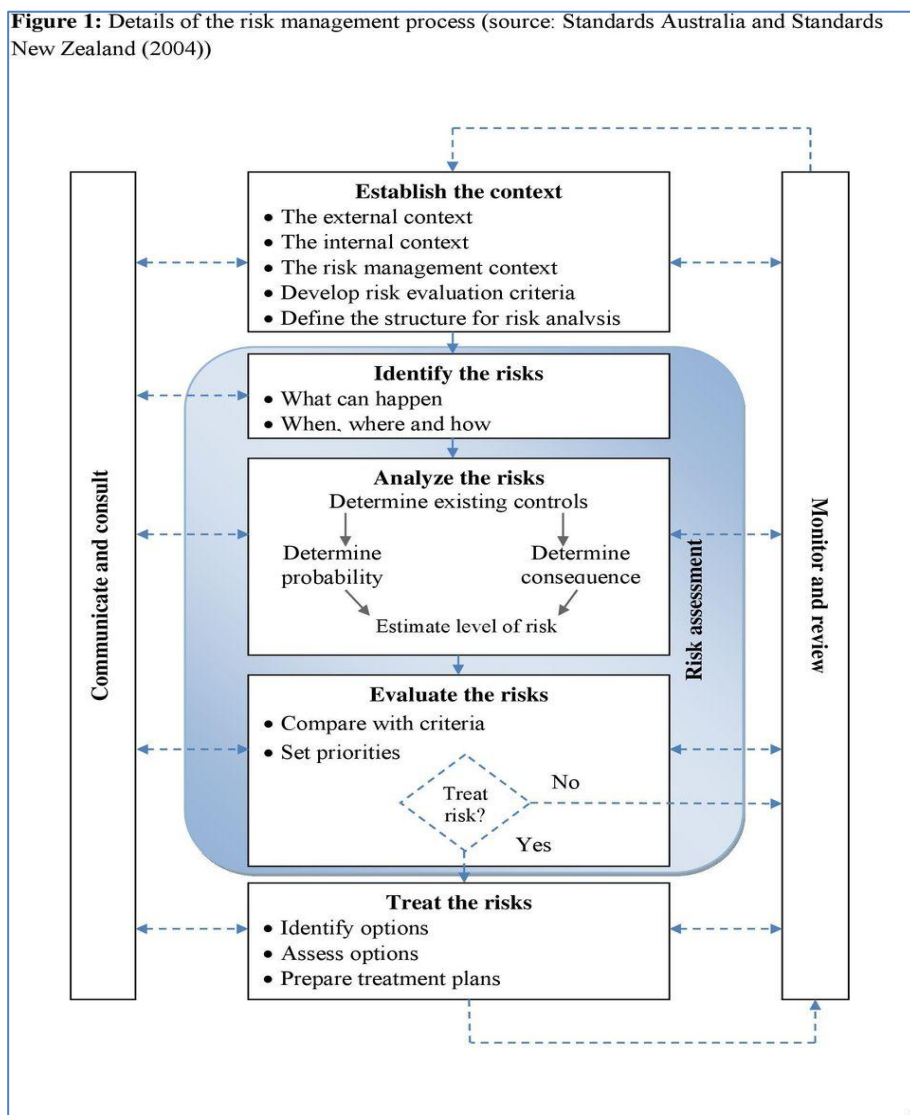 Figure 1: Details of the risk management process (source: Standards Australia and Standards
New Zealand (2004))
Establish the context
• The external context
• The internal context
• The risk management context
• Develop risk evaluation criteria
• Define the structure for risk analysis
Identify the risks
• What can happen
• When, where and how
Analyze the risks
Determine existing controls
Determine
probability
Determine
consequence
Estimate level of risk
Evaluate the risks
• Compare with criteria
• Set priorities
Treat
risk?
No
Yes
Treat the risks
• Identify options
• Assess options
• Prepare treatment plans
Communicate and consult
Risk assessment
Monitor and review